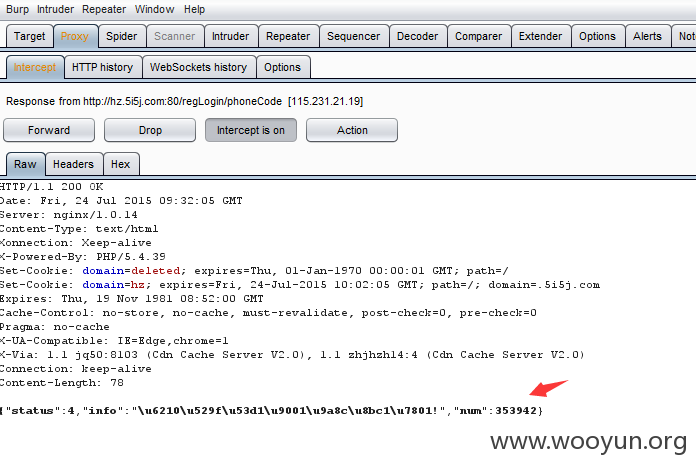 Burp Intruder Repeater Window Help
Target Proxy Spider Scanner Intruder Repeater Sequencer Decoder Comparer Extender Options Alerts Not
Intercept HTTP history WebSockets history Options
Response from http://hz.5i5j.com:80/regLogin/phoneCode [115.231.21.19]
Forward Drop Intercept is on Action
Raw Headers Hex
HTTP/1.1 200 OK
Date: Fri, 24 Jul 2015 09:32:05 GMT
Server: nginx/1.0.14
Content-Type: text/html
Xonnection: Xeep-alive
X-Powered-By: PHP/5.4.39
Set-Cookie: domain=deleted; expires=Thu, 01-Jan-1970 00:00:01 GMT; path=/
Set-Cookie: domain=hz; expires=Fri, 24-Jul-2015 10:02:05 GMT; path=/; domain=.5i5j.com
Expires: Thu, 19 Nov 1981 08:52:00 GMT
Cache-Control: no-store, no-cache, must-revalidate, post-check=0, pre-check=0
Pragma: no-cache
X-UA-Compatible: IE=Edge,chrome=1
X-Via: 1.1 jq50:8103 (Cdn Cache Server V2.0), 1.1 zhjhzh14:4 (Cdn Cache Server V2.0)
Connection: keep-alive
Content-Length: 78
{"status":4,"info":"\u6210\u529f\u53d1\u9001\u9a8c\u8bc1\u7801!","num":353942}
www.wooyun.org